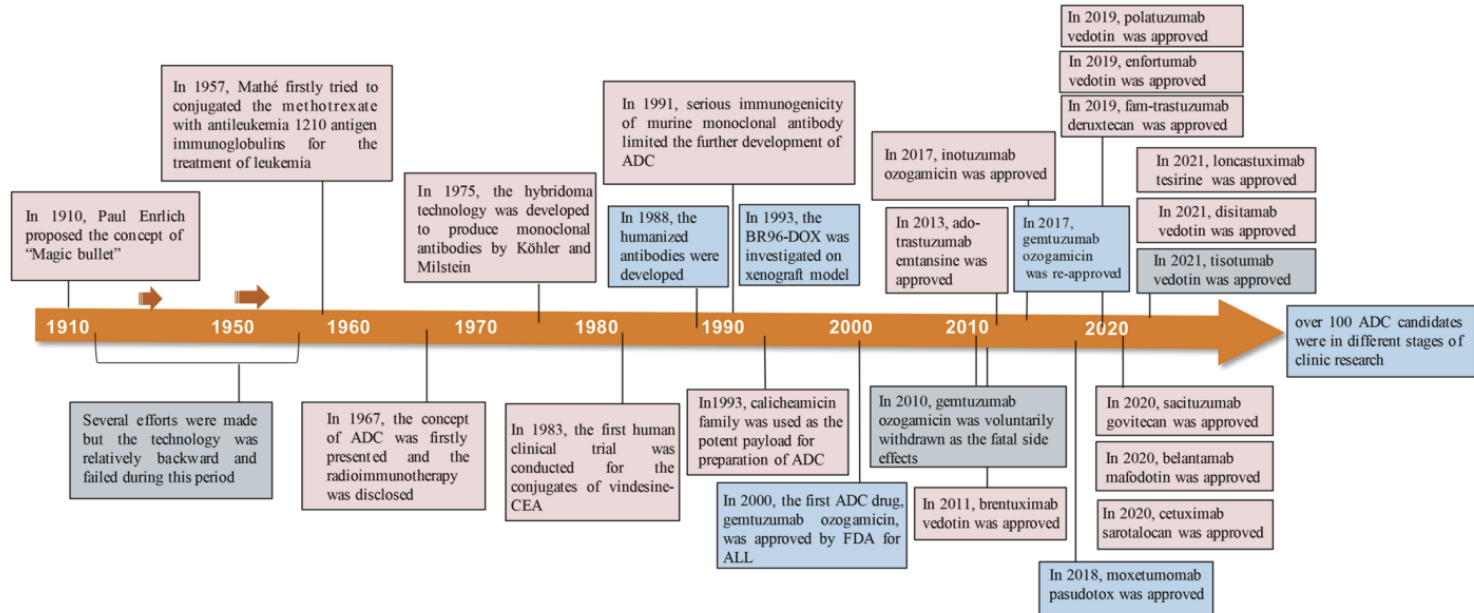 In 1910, Paul Enrlich
proposed the concept of
“Magic bullet”
In 1957, Mathé firstly tried to
conjugated the methotrexate
with antileukemia 1210 antigen
immunoglobulins for the
treatment of leukemia
In 1975, the hybridoma
technology was developed
to produce monoclonal
antibodies by Köhler and
Milstein
In 1991, serious immunogenicity
of murine monoclonal antibody
limited the further development of
ADC
In 1988, the
humanized
antibodies were
developed
In 1993, the
BR96-DOX was
investigated on
xenograft model
In 2017, inotuzumab
ozogamicin was approved
In 2013, ado-
trastuzumab
emtansine was
approved
In 2017,
gemtuzumab
ozogamicin
was re-approved
In 2019, polatuzumab
vedotin was approved
In 2019, enfortumab
vedotin was approved
In 2019, fam-trastuzumab
deruxtecan was approved
In 2021, loncastuximab
tesirine was approved
In 2021, disitamab
vedotin was approved
In 2021, tisotumab
vedotin was approved
1910 1950 1960 1970 1980 1990 2000 2010 2020
over 100 ADC candidates
were in different stages of
clinic research
Several efforts were made
but the technology was
relatively backward and
failed during this period
In 1967, the concept
of ADC was firstly
presented and the
radioimmunotherapy
was disclosed
In 1983, the first human
clinical trial was
conducted for the
conjugates of vindesine-
CEA
In1993, calicheamicin
family was used as the
potent payload for
preparation of ADC
In 2000, the first ADC drug,
gemtuzumab ozogamicin,
was approved by FDA for
ALL
In 2010, gemtuzumab
ozogamicin was voluntarily
withdrawn as the fatal side
effects
In 2011, brentuximab
vedotin was approved
In 2018, moxetumomab
pasudotox was approved
In 2020, sacituzumab
govitecan was approved
In 2020, belantamab
mafodotin was approved
In 2020, cetuximab
sarotalocan was approved